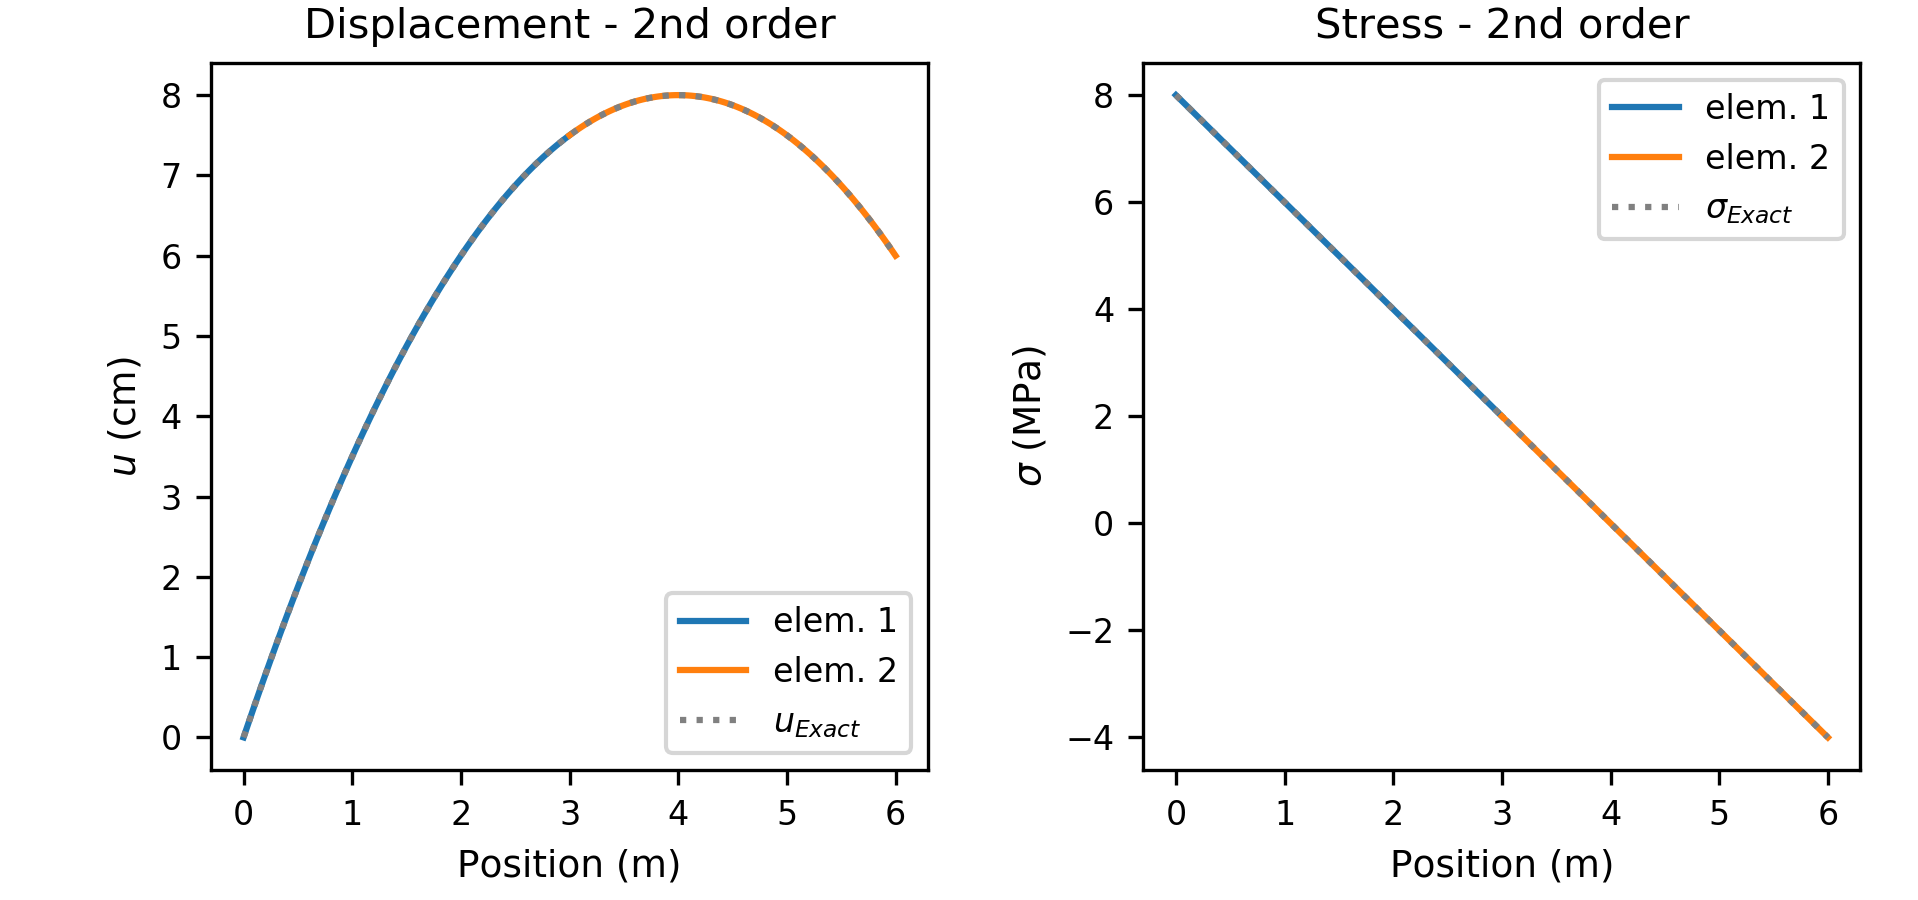 Displacement - 2nd order
8
7
6
5
4
3
2
1
0
u (cm)
elem. 1
elem. 2
u_Exact
0 1 2 3 4 5 6
Position (m)
Stress - 2nd order
8
6
4
2
0
−2
−4
σ (MPa)
elem. 1
elem. 2
σ_Exact
0 1 2 3 4 5 6
Position (m)